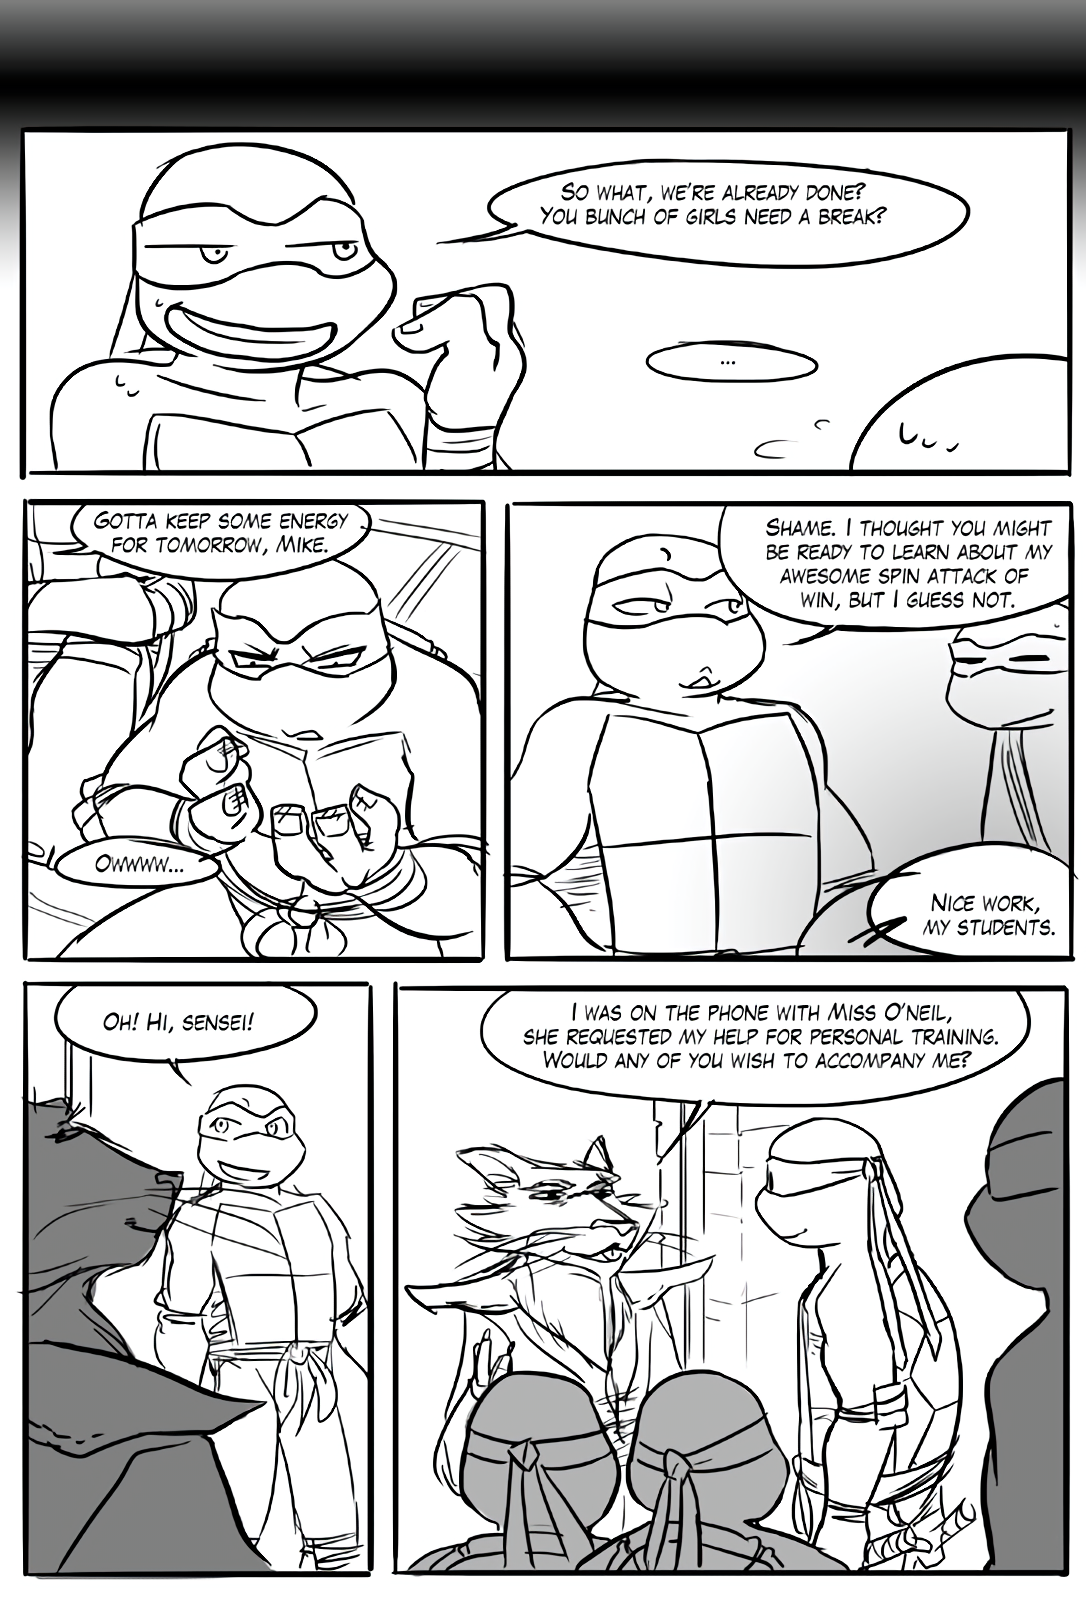 SO WHAT, WE'RE ALREADY DONE?
YOU BUNCH OF GIRLS NEED A BREAK?
...
GOTTA KEEP SOME ENERGY
FOR TOMORROW, MIKE.
OWWWW...
SHAME. I THOUGHT YOU MIGHT
BE READY TO LEARN ABOUT MY
AWESOME SPIN ATTACK OF
WIN, BUT I GUESS NOT.
NICE WORK,
MY STUDENTS.
OH! HI, SENSEI!
I WAS ON THE PHONE WITH MISS O'NEIL,
SHE REQUESTED MY HELP FOR PERSONAL TRAINING.
WOULD ANY OF YOU WISH TO ACCOMPANY ME?